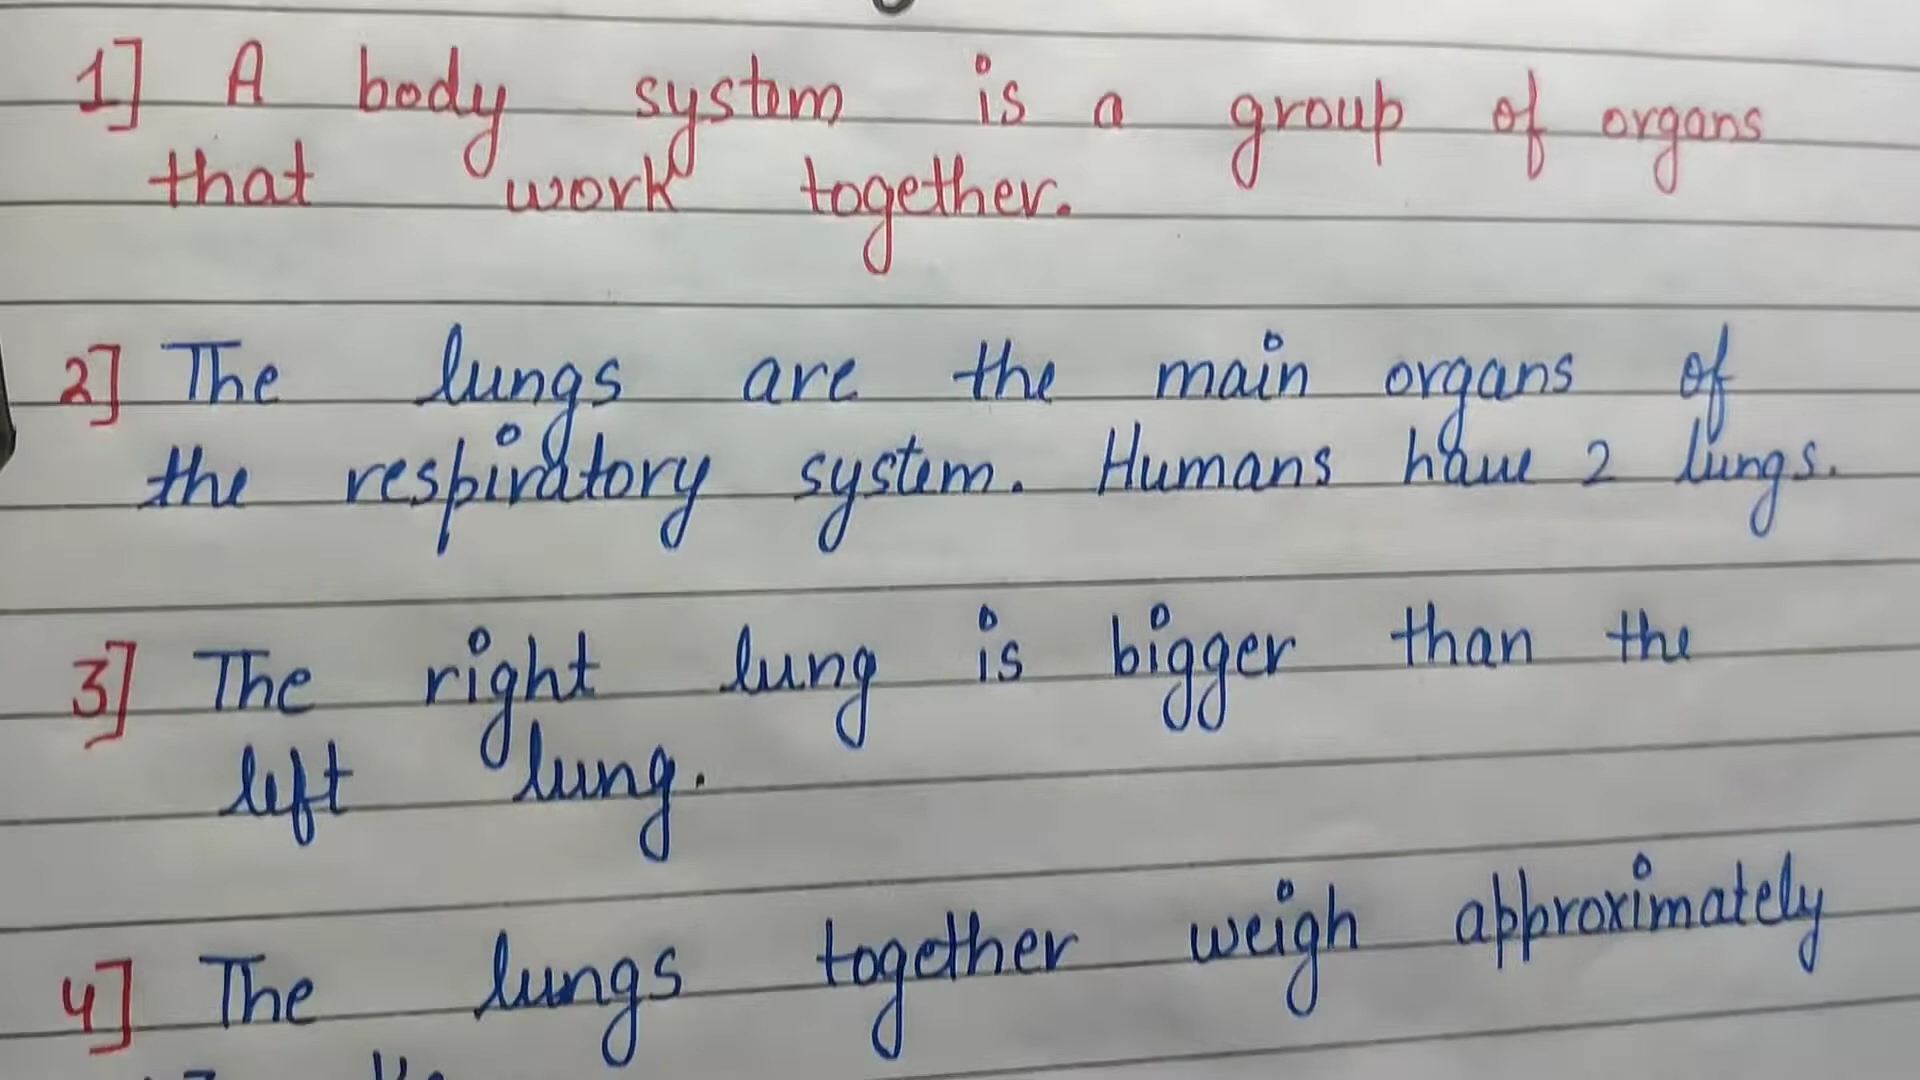 1] A body system is a group of organs
that work together.
2] The lungs are the main organs of
the respiratory system. Humans have 2 lungs.
3] The right lung is bigger than the
left lung.
4] The lungs together weigh approximately